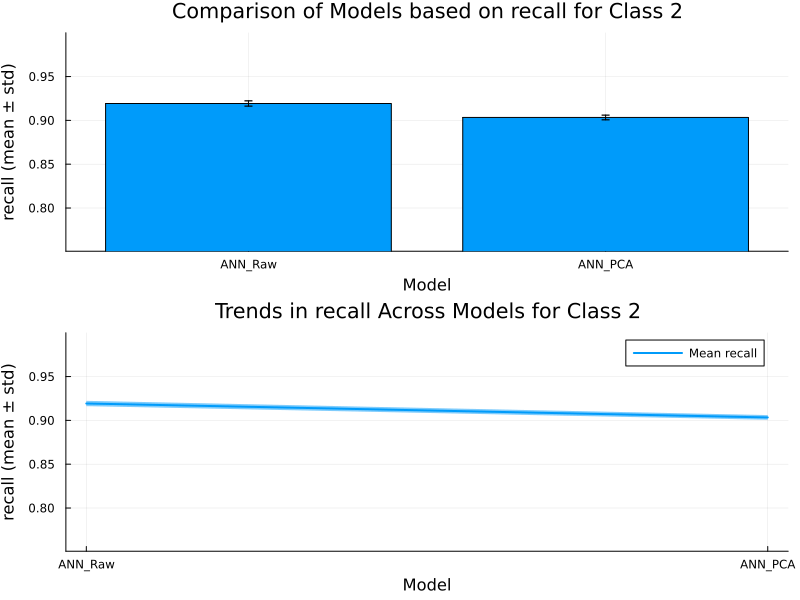 Comparison of Models based on recall for Class 2
recall (mean ± std)
0.95
0.90
0.85
0.80
ANN_Raw ANN_PCA
Model
Trends in recall Across Models for Class 2
recall (mean ± std)
Mean recall
0.95
0.90
0.85
0.80
ANN_Raw ANN_PCA
Model